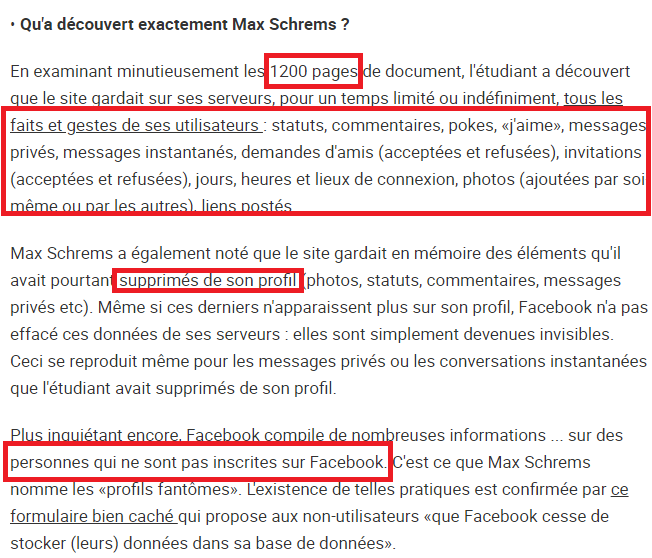 • Qu'a découvert exactement Max Schrems ?
En examinant minutieusement les 1200 pages de document, l'étudiant a découvert
que le site gardait sur ses serveurs, pour un temps limité ou indéfiniment, tous les
faits et gestes de ses utilisateurs : statuts, commentaires, pokes, «j'aime», messages
privés, messages instantanés, demandes d'amis (acceptées et refusées), invitations
(acceptées et refusées), jours, heures et lieux de connexion, photos (ajoutées par soi
même ou par les autres), liens postés
Max Schrems a également noté que le site gardait en mémoire des éléments qu'il
avait pourtant supprimés de son profil (photos, statuts, commentaires, messages
privés etc). Même si ces derniers n'apparaissent plus sur son profil, Facebook n'a pas
effacé ces données de ses serveurs : elles sont simplement devenues invisibles.
Ceci se reproduit même pour les messages privés ou les conversations instantanées
que l'étudiant avait supprimés de son profil.
Plus inquiétant encore, Facebook compile de nombreuses informations ... sur des
personnes qui ne sont pas inscrites sur Facebook. C'est ce que Max Schrems
nomme les «profils fantômes». L'existence de telles pratiques est confirmée par ce
formulaire bien caché qui propose aux non-utilisateurs «que Facebook cesse de
stocker (leurs) données dans sa base de données».